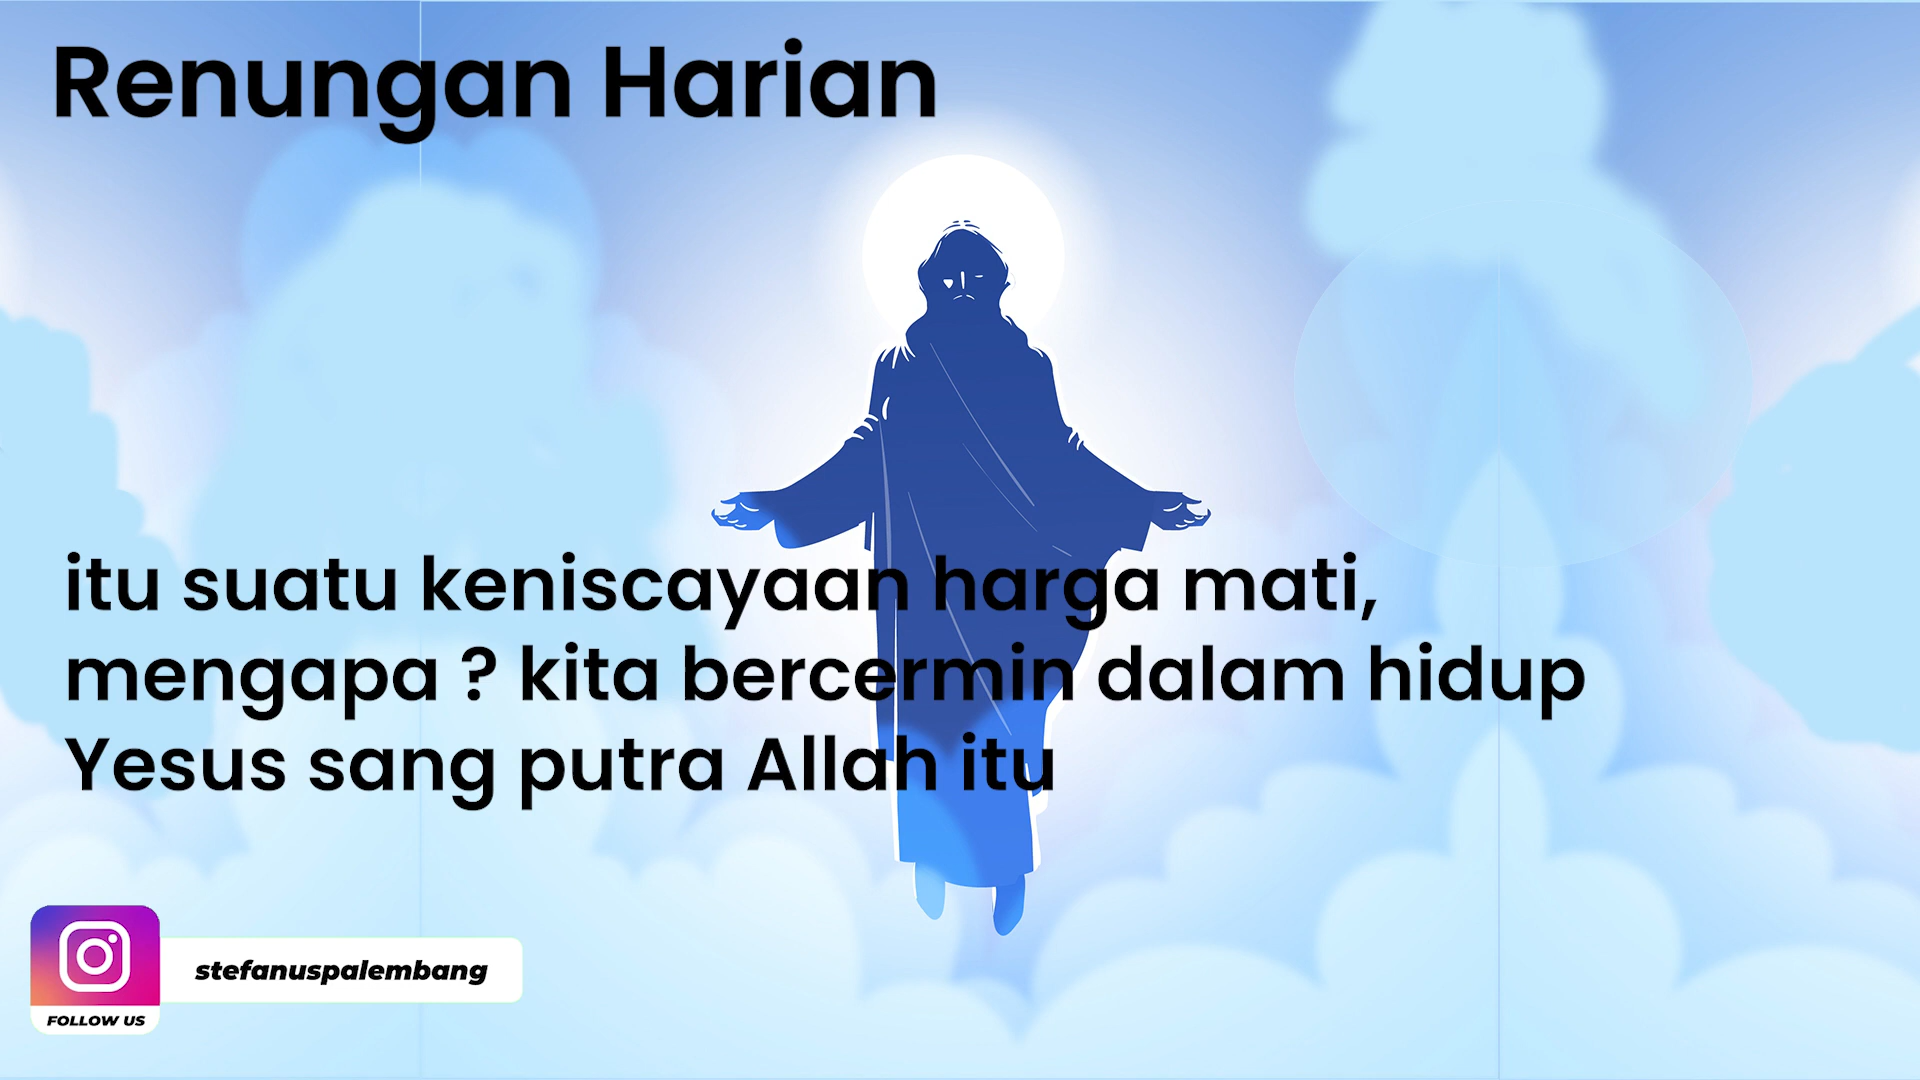 Renungan Harian
itu suatu keniscayaan harga mati,
mengapa ? kita bercermin dalam hidup
Yesus sang putra Allah itu
stefanuspalembang
FOLLOW US